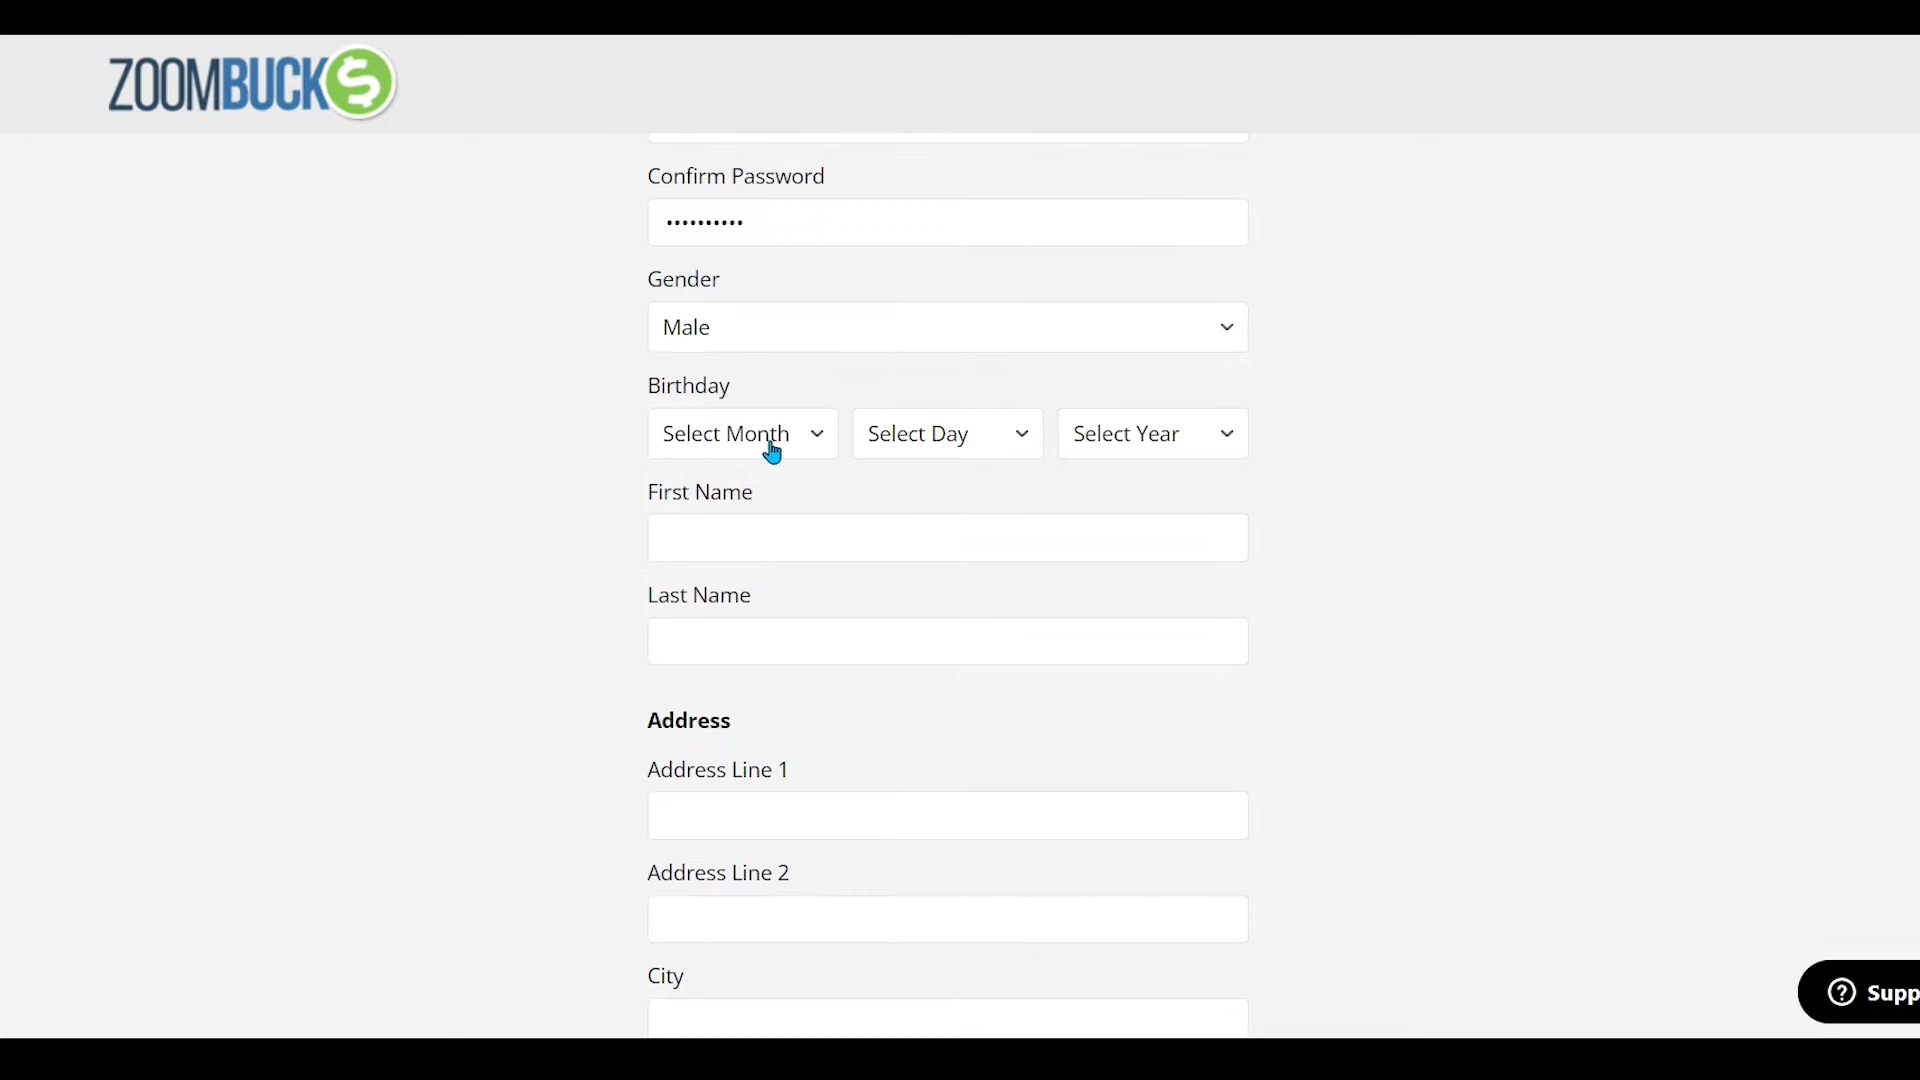 ZOOMBUCK$
Confirm Password
••••••••••
Gender
Male
Birthday
Select Month Select Day Select Year
First Name
Last Name
Address
Address Line 1
Address Line 2
City
Supp